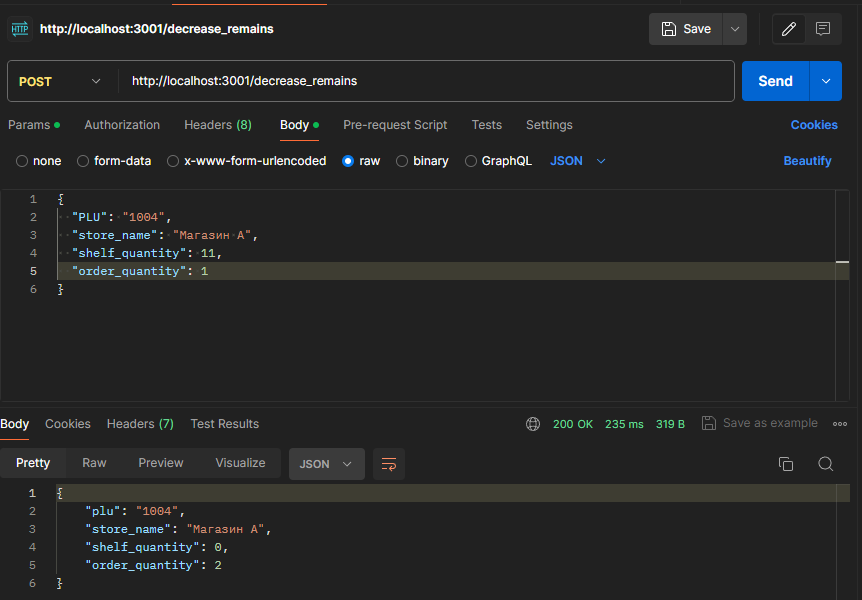 HTTP http://localhost:3001/decrease_remains Save
POST http://localhost:3001/decrease_remains Send
Params Authorization Headers (8) Body Pre-request Script Tests Settings Cookies
none form-data x-www-form-urlencoded raw binary GraphQL JSON Beautify
1 {
2 "PLU": "1004",
3 "store_name": "Магазин А",
4 "shelf_quantity": 11,
5 "order_quantity": 1
6 }
Body Cookies Headers (7) Test Results 200 OK 235 ms 319 B Save as example
Pretty Raw Preview Visualize JSON
1 {
2 "plu": "1004",
3 "store_name": "Магазин А",
4 "shelf_quantity": 0,
5 "order_quantity": 2
6 }